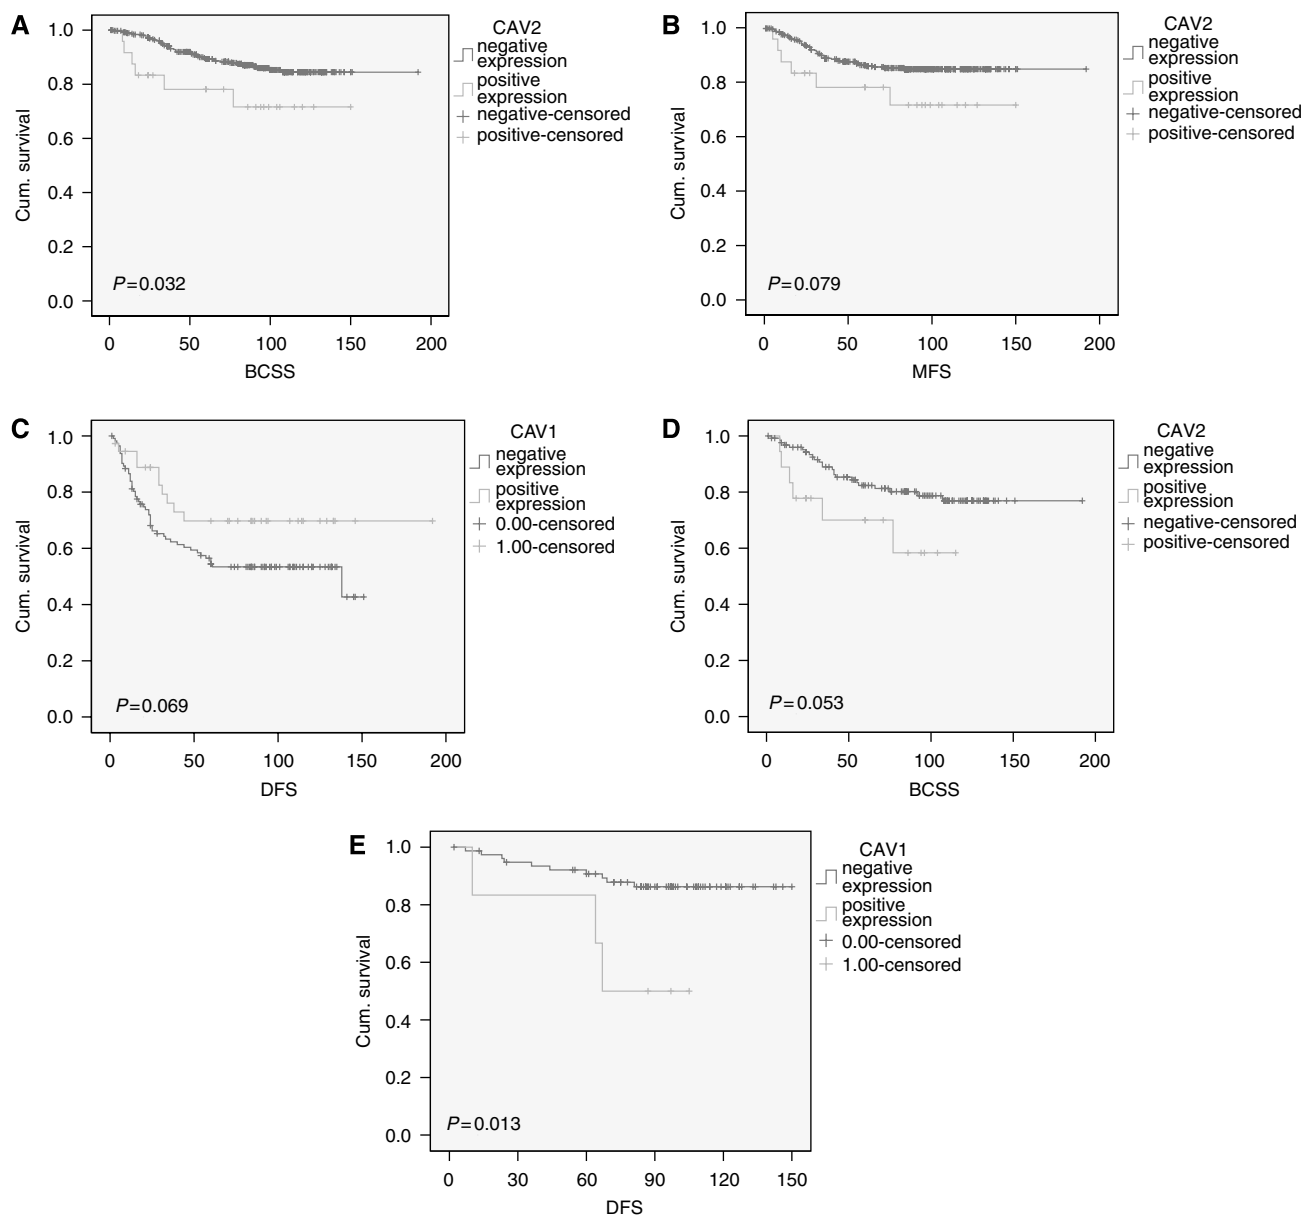 A
CAV2
negative
expression
positive
expression
negative-censored
positive-censored
Cum. survival
1.0
0.8
0.6
0.4
0.2
0.0
P=0.032
0 50 100 150 200
BCSS
B
CAV2
negative
expression
positive
expression
negative-censored
positive-censored
Cum. survival
1.0
0.8
0.6
0.4
0.2
0.0
P=0.079
0 50 100 150 200
MFS
C
CAV1
negative
expression
positive
expression
0.00-censored
1.00-censored
Cum. survival
1.0
0.8
0.6
0.4
0.2
0.0
P=0.069
0 50 100 150 200
DFS
D
CAV2
negative
expression
positive
expression
negative-censored
positive-censored
Cum. survival
1.0
0.8
0.6
0.4
0.2
0.0
P=0.053
0 50 100 150 200
BCSS
E
CAV1
negative
expression
positive
expression
0.00-censored
1.00-censored
Cum. survival
1.0
0.8
0.6
0.4
0.2
0.0
P=0.013
0 30 60 90 120 150
DFS